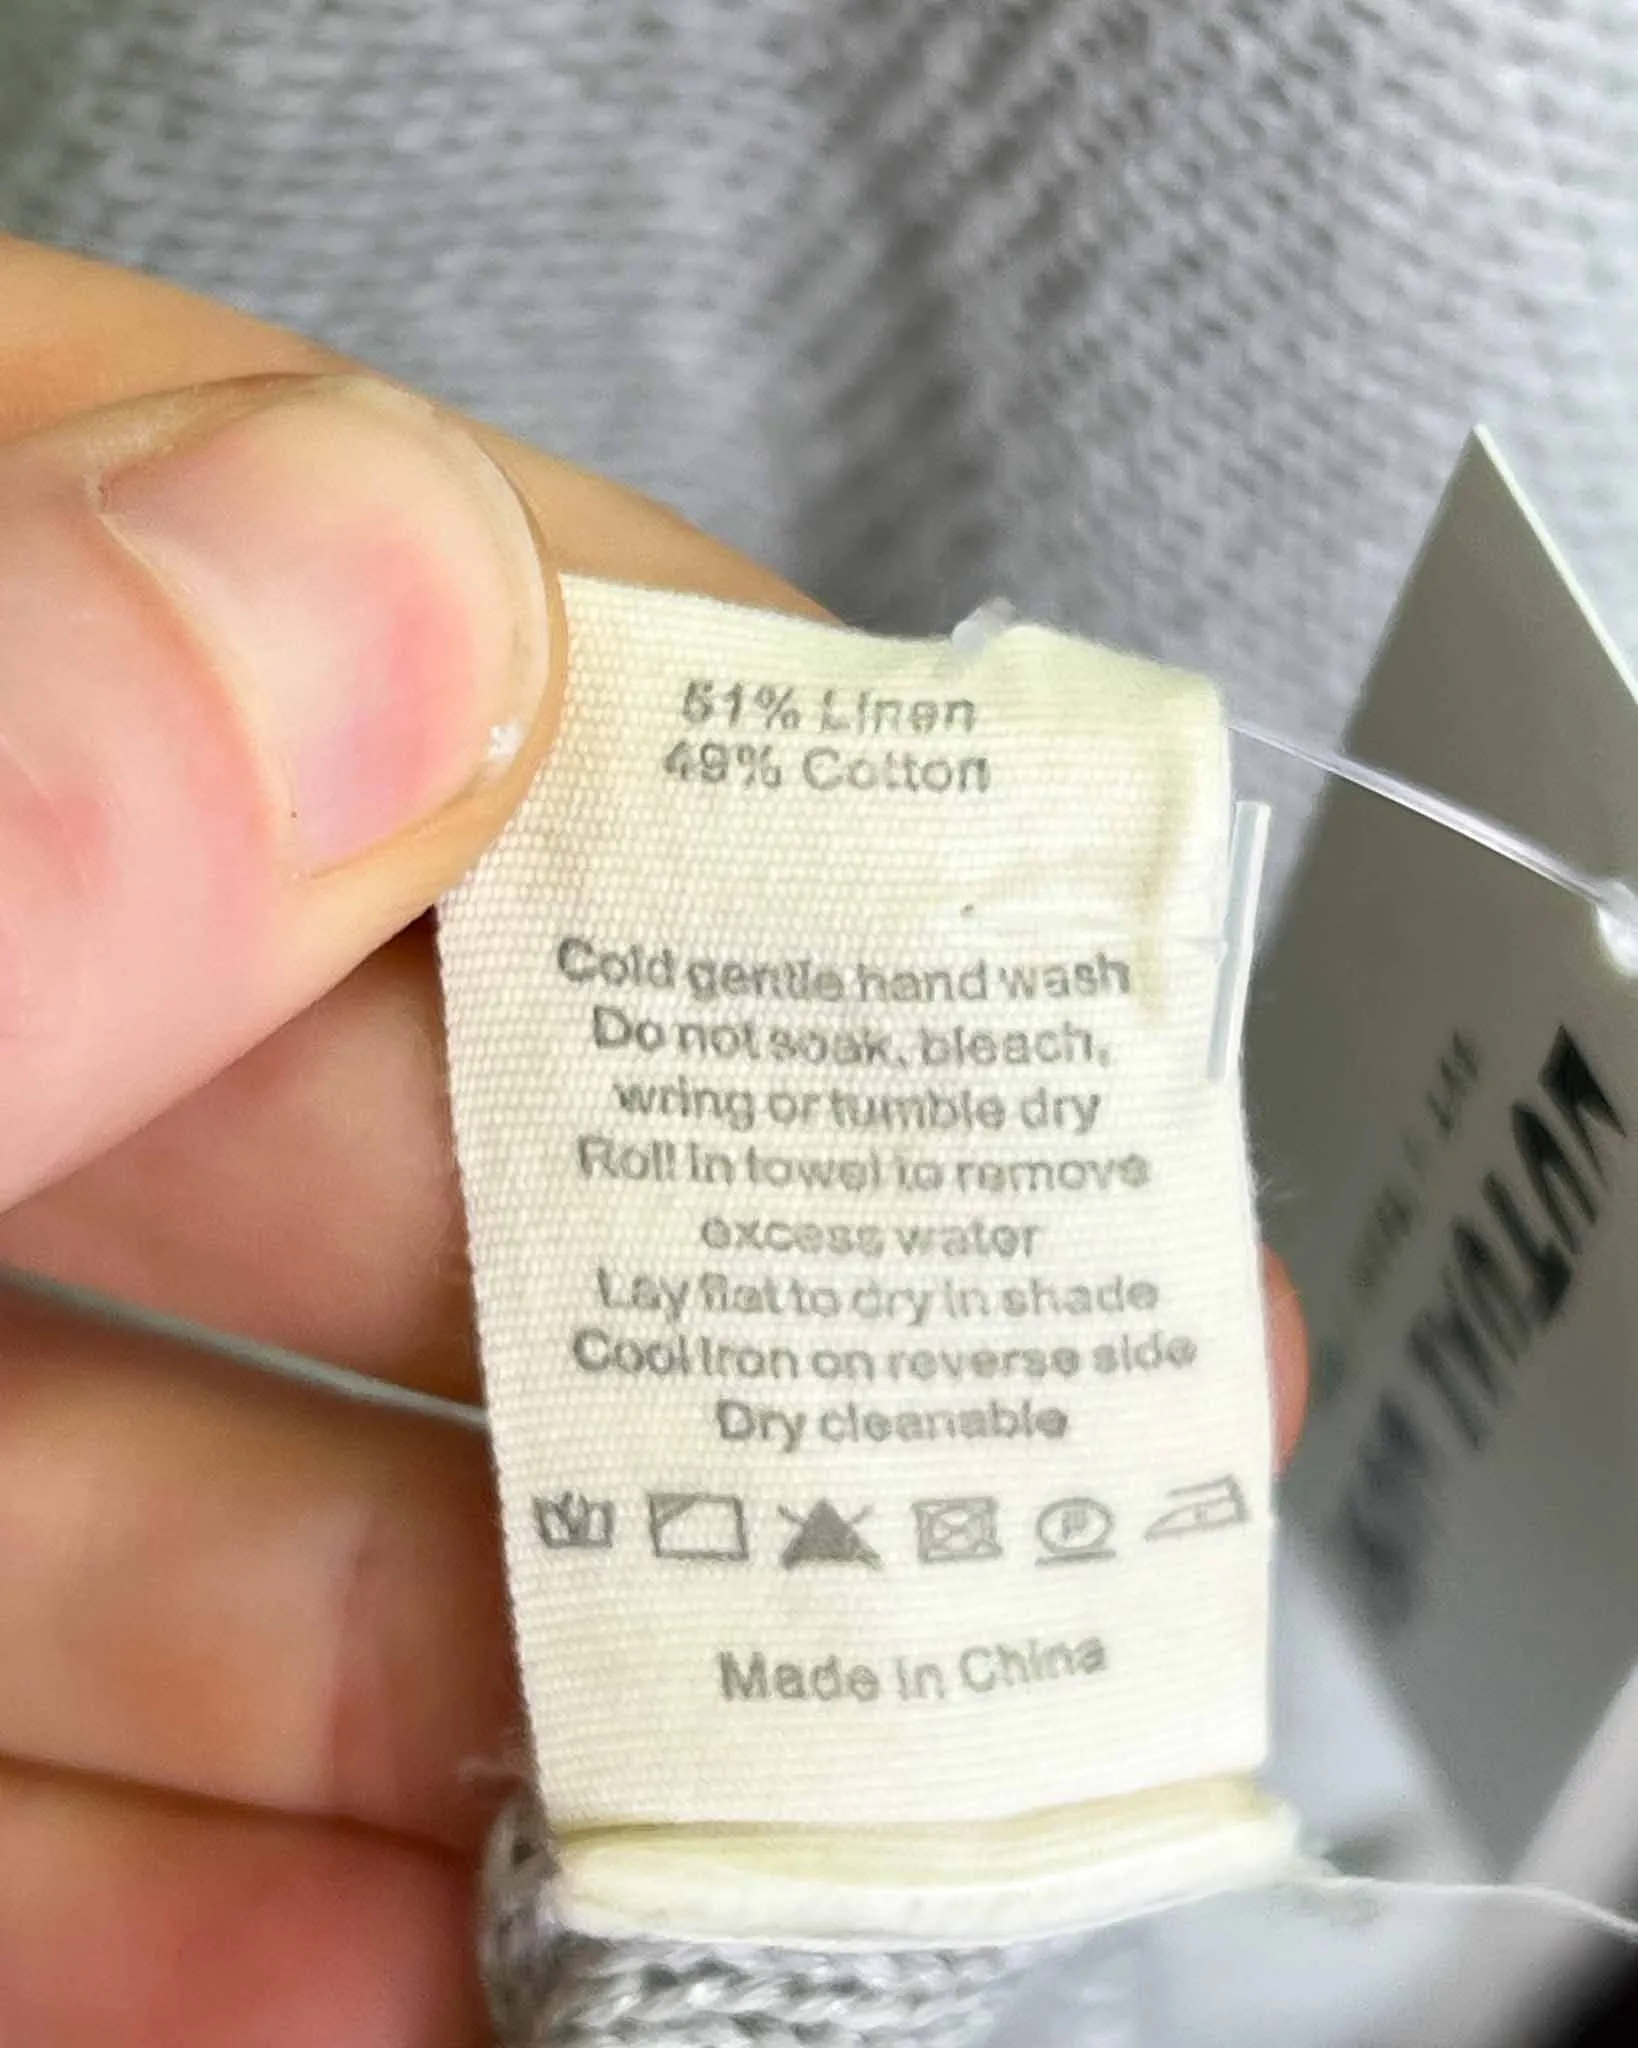 51% Linen
49% Cotton
Cold gentle hand wash
Do not soak, bleach,
wring or tumble dry
Roll in towel to remove
excess water
Lay flat to dry in shade
Cool Iron on reverse side
Dry cleanable
P
Made in China